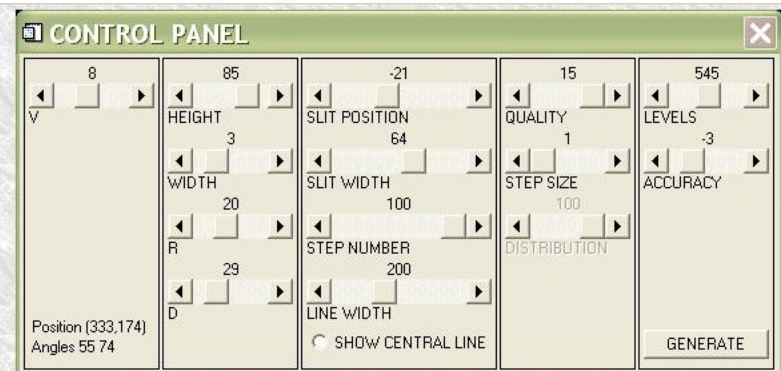 CONTROL PANEL
8
V
Position (333,174)
Angles 55 74
85
HEIGHT
3
WIDTH
20
R
29
D
-21
SLIT POSITION
64
SLIT WIDTH
100
STEP NUMBER
200
LINE WIDTH
SHOW CENTRAL LINE
15
QUALITY
1
STEP SIZE
100
DISTRIBUTION
545
LEVELS
-3
ACCURACY
GENERATE